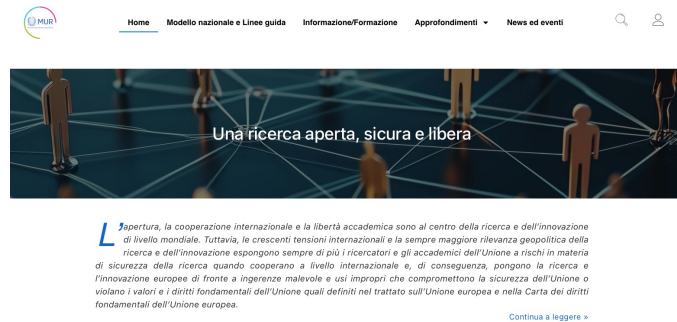 MUR
Home Modello nazionale e Linee guida Informazione/Formazione Approfondimenti News ed eventi
Una ricerca aperta, sicura e libera
L'apertura, la cooperazione internazionale e la libertà accademica sono al centro della ricerca e dell'innovazione
di livello mondiale. Tuttavia, le crescenti tensioni internazionali e la sempre maggiore rilevanza geopolitica della
ricerca e dell'innovazione espongono sempre di più i ricercatori e gli accademici dell'Unione a rischi in materia
di sicurezza della ricerca quando cooperano a livello internazionale e, di conseguenza, pongono la ricerca e
l'innovazione europee di fronte a ingerenze malevole e usi impropri che compromettono la sicurezza dell'Unione o
violano i valori e i diritti fondamentali dell'Unione quali definiti nel trattato sull'Unione europea e nella Carta dei diritti
fondamentali dell'Unione europea.
Continua a leggere »